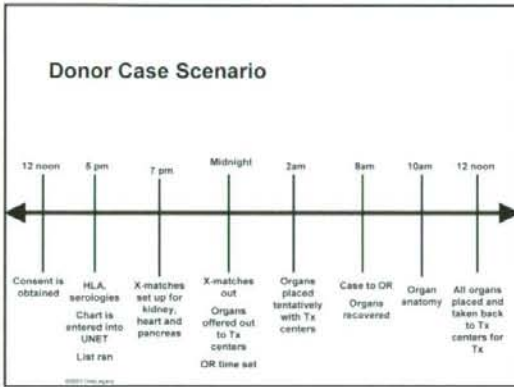 Donor Case Scenario
12 noon
5 pm
7 pm
Midnight
2am
8am
10am
12 noon
Consent is
obtained
HLA,
serologies
Chart is
entered into
UNET
List ran
X-matches
set up for
kidney,
heart and
pancreas
X-matches
out
Organs
offered out
to Tx
centers
OR time set
Organs
placed
tentatively
with Tx
centers
Case to OR
Organs
recovered
Organ
anatomy
All organs
placed and
taken back
to Tx
centers for
Tx